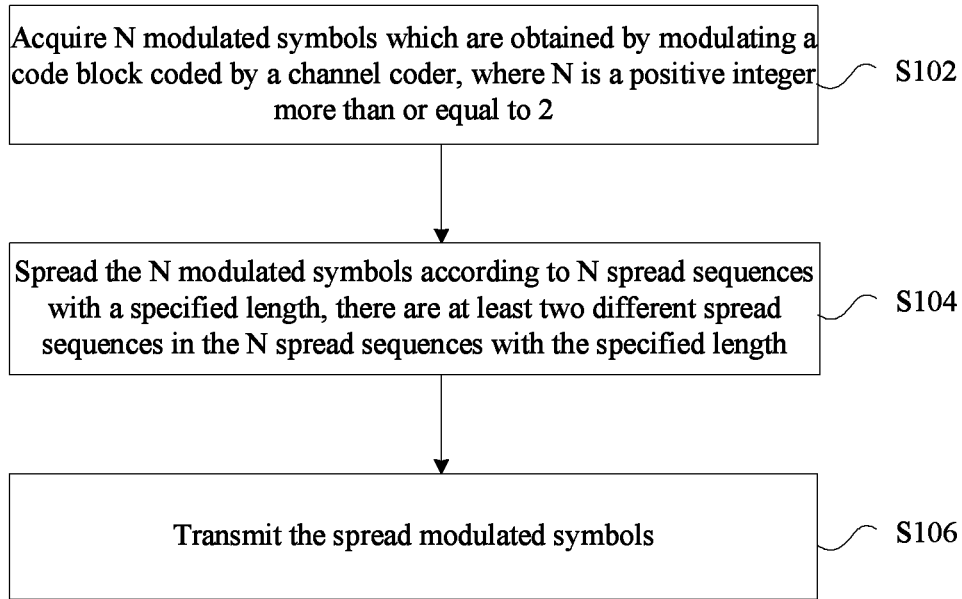 Acquire N modulated symbols which are obtained by modulating a
code block coded by a channel coder, where N is a positive integer
more than or equal to 2
S102
Spread the N modulated symbols according to N spread sequences
with a specified length, there are at least two different spread
sequences in the N spread sequences with the specified length
S104
Transmit the spread modulated symbols
S106